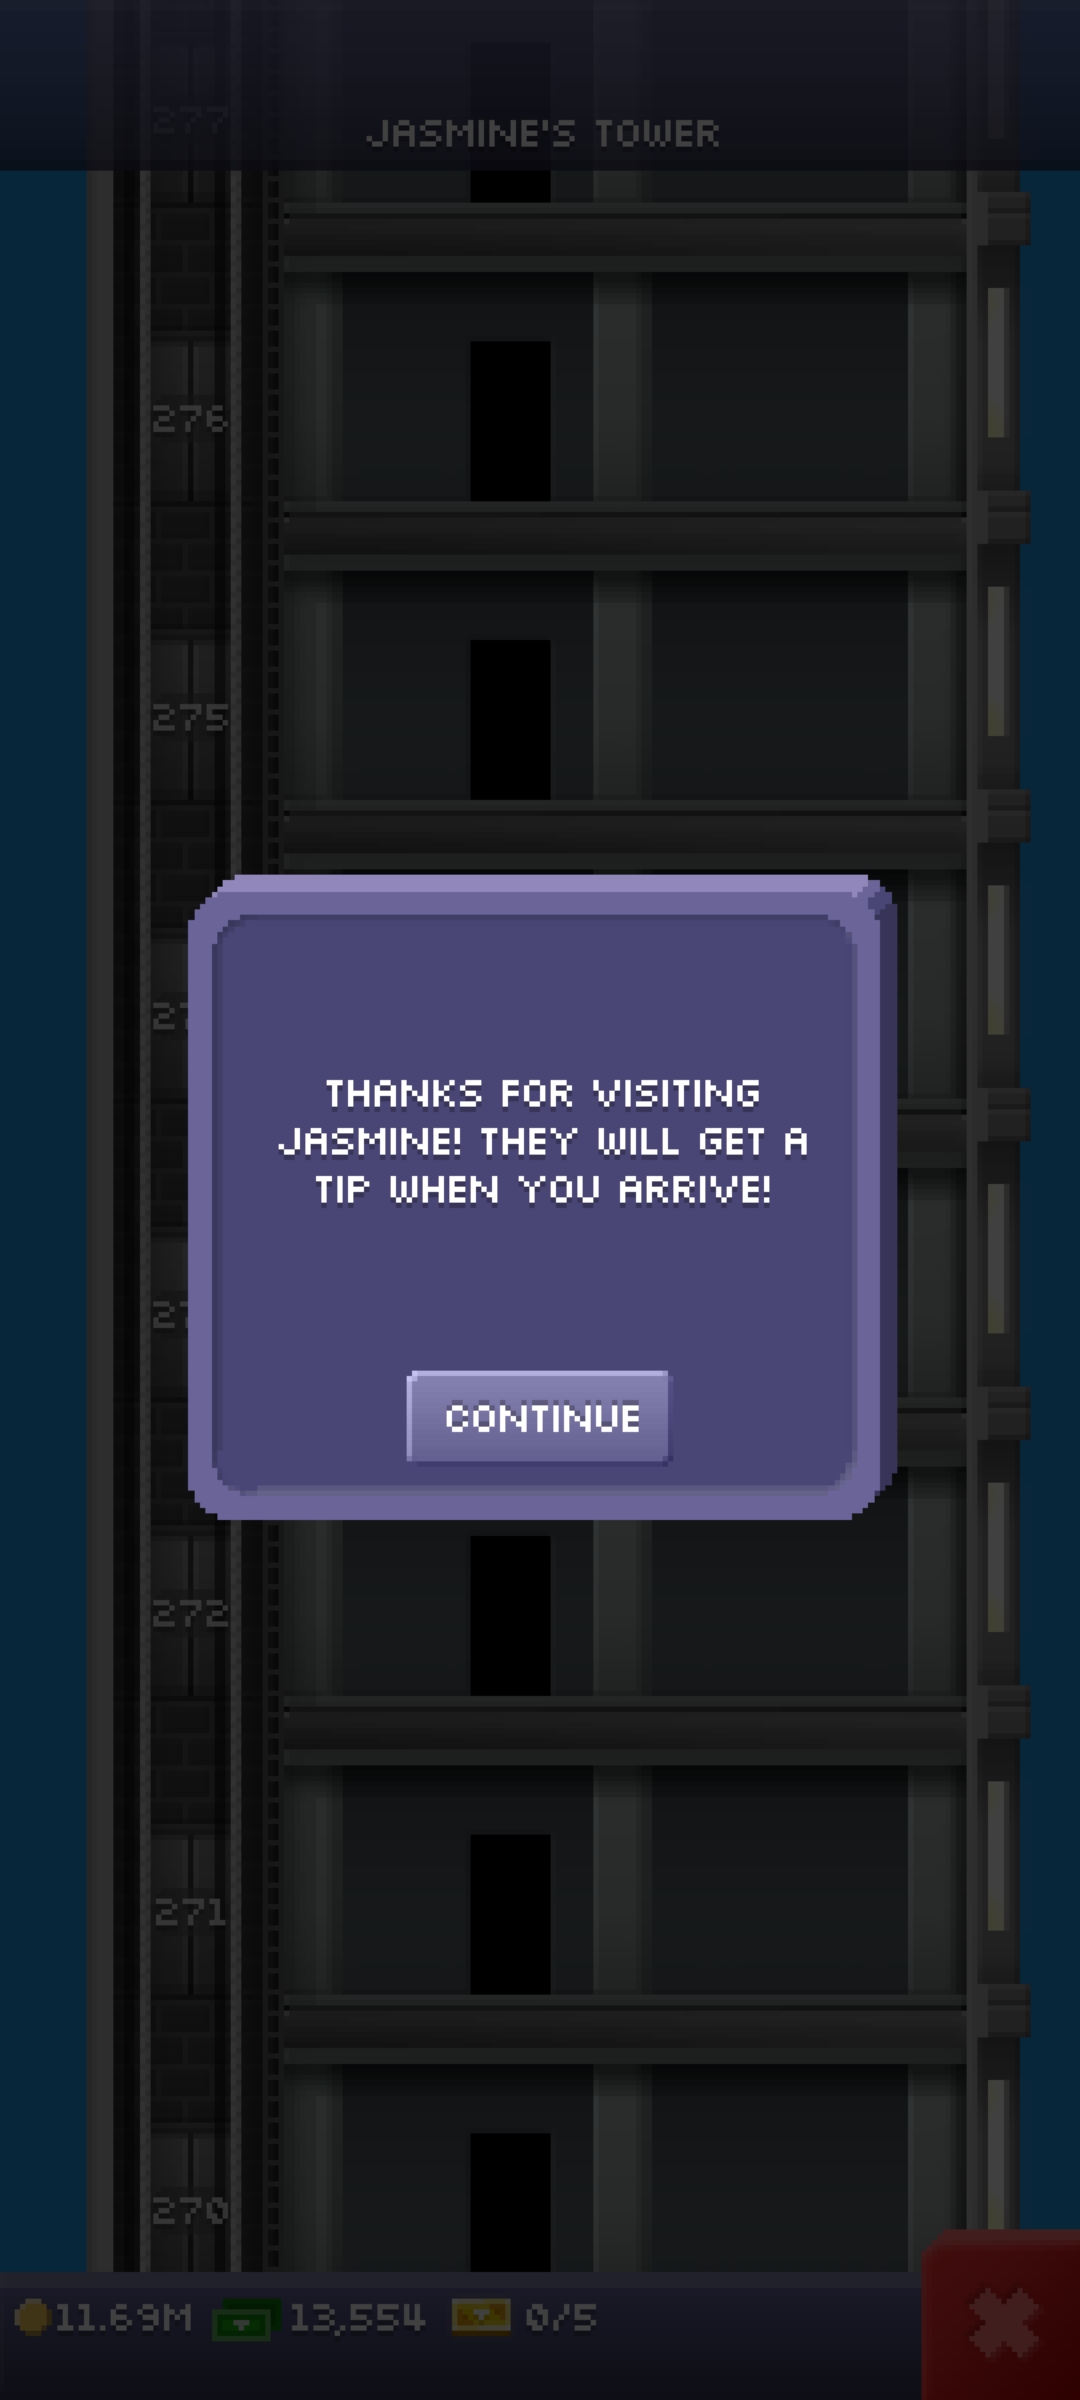 277
JASMINE'S TOWER
276
275
27
THANKS FOR VISITING
JASMINE! THEY WILL GET A
TIP WHEN YOU ARRIVE!
27
CONTINUE
272
271
270
11.69M 13,554 0/5